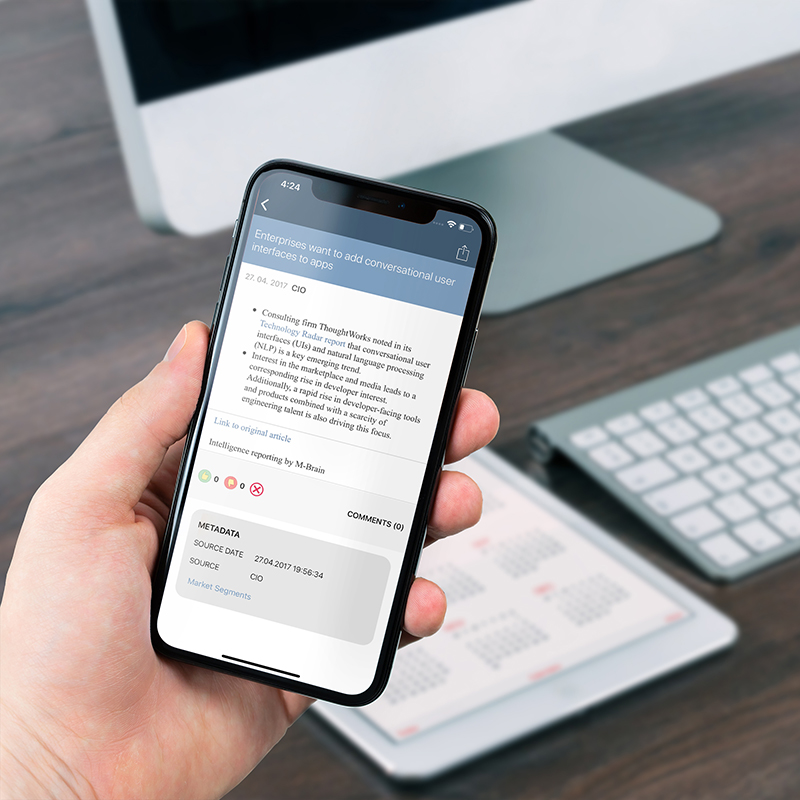 4:24
Enterprises want to add conversational user
interfaces to apps
27. 04. 2017 CIO
• Consulting firm ThoughtWorks noted in its
Technology Radar report that conversational user
interfaces (UIs) and natural language processing
(NLP) is a key emerging trend.
• Interest in the marketplace and media leads to a
corresponding rise in developer interest.
Additionally, a rapid rise in developer-facing tools
and products combined with a scarcity of
engineering talent is also driving this focus.
Link to original article
Intelligence reporting by M-Brain
0 0
COMMENTS (0)
METADATA
SOURCE DATE 27.04.2017 19:56:34
SOURCE CIO
Market Segments